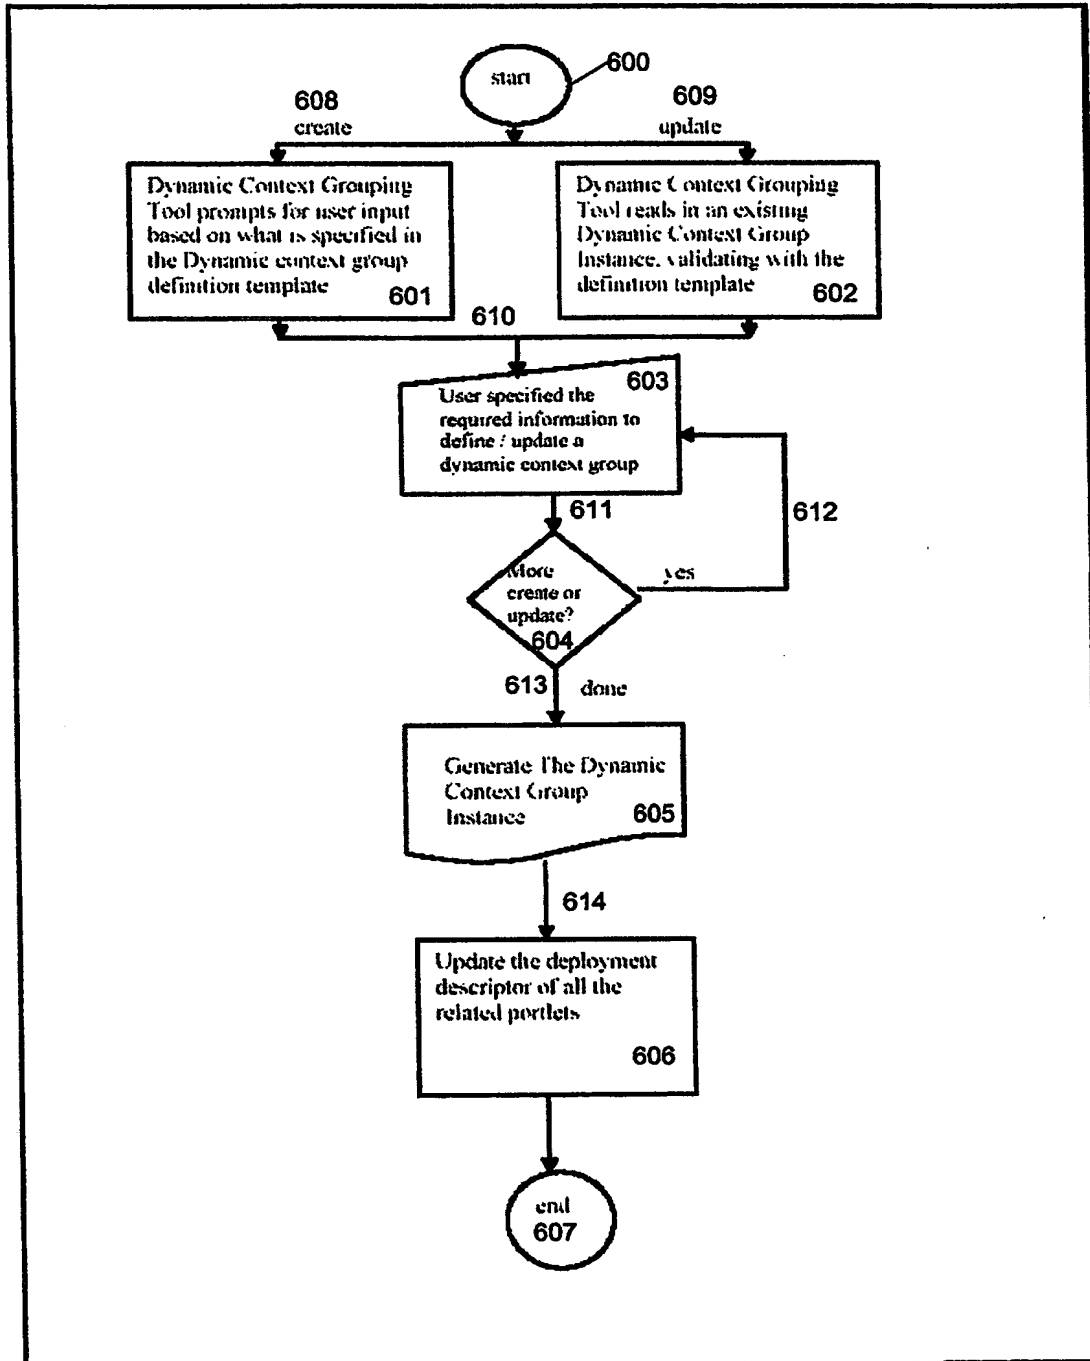 start
600
608
create
609
update
Dynamic Context Grouping
Tool prompts for user input
based on what is specified in
the Dynamic context group
definition template
601
Dynamic Context Grouping
Tool reads in an existing
Dynamic Context Group
Instance, validating with the
definition template
602
610
603
User specified the
required information to
define / update a
dynamic context group
611
612
More
create or
update?
604
yes
613
done
Generate The Dynamic
Context Group
Instance
605
614
Update the deployment
descriptor of all the
related portlets
606
end
607